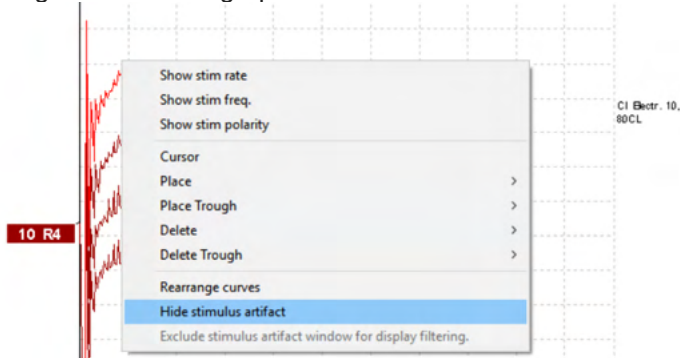 Show stim rate
Show stim freq.
Show stim polarity
CI Electr. 10,
80CL
Cursor
Place
Place Trough
Delete
10 R4
Delete Trough
Rearrange curves
Hide stimulus artifact
Exclude stimulus artifact window for display filtering.